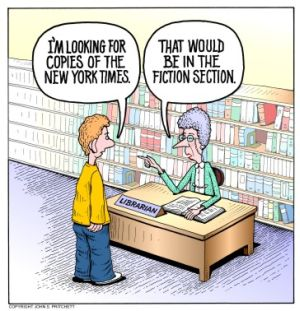 I'M LOOKING FOR
COPIES OF THE
NEW YORK TIMES.
THAT WOULD
BE IN THE
FICTION SECTION.
LIBRARIAN
COPYRIGHT JOHN S. PRITCHETT